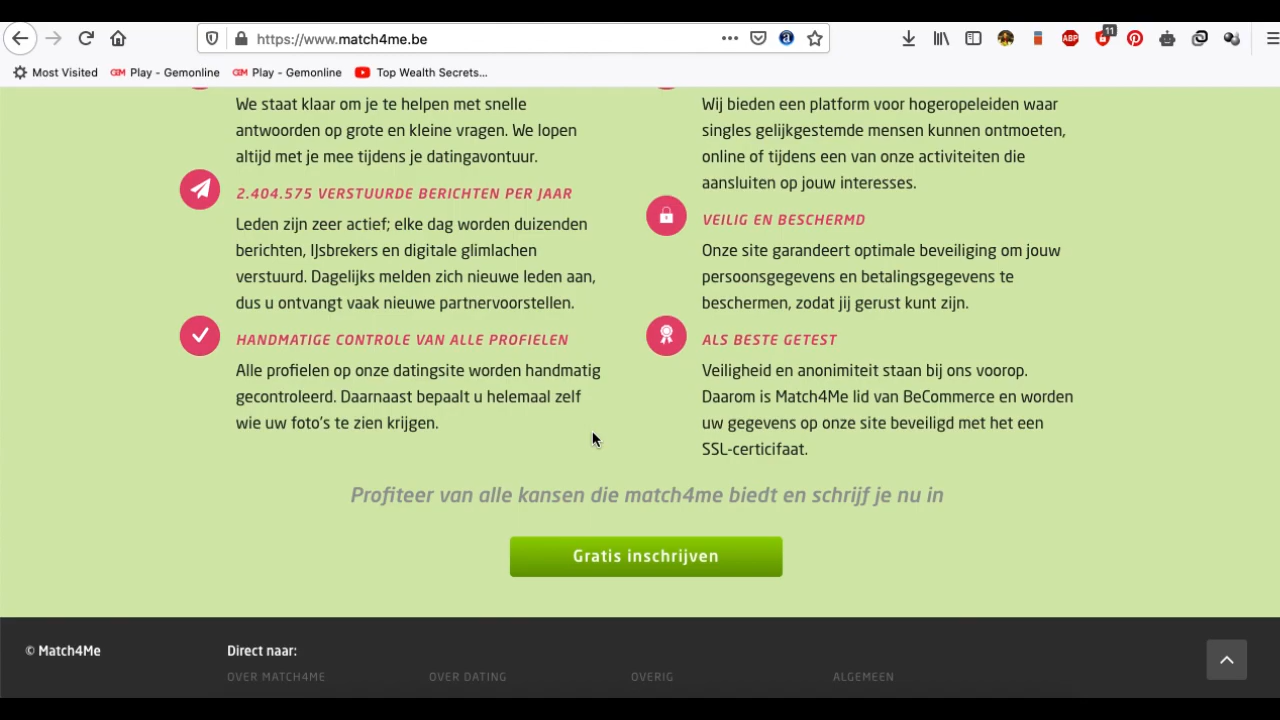 https://www.match4me.be
11
ABP
Most Visited
GEM Play - Gemonline
GEM Play - Gemonline
Top Wealth Secrets...
We staat klaar om je te helpen met snelle
antwoorden op grote en kleine vragen. We lopen
altijd met je mee tijdens je datingavontuur.
2.404.575 VERSTUURDE BERICHTEN PER JAAR
Leden zijn zeer actief; elke dag worden duizenden
berichten, IJsbrekers en digitale glimlachen
verstuurd. Dagelijks melden zich nieuwe leden aan,
dus u ontvangt vaak nieuwe partnervoorstellen.
HANDMATIGE CONTROLE VAN ALLE PROFIELEN
Alle profielen op onze datingsite worden handmatig
gecontroleerd. Daarnaast bepaalt u helemaal zelf
wie uw foto's te zien krijgen.
Wij bieden een platform voor hogeropeleiden waar
singles gelijkgestemde mensen kunnen ontmoeten,
online of tijdens een van onze activiteiten die
aansluiten op jouw interesses.
VEILIG EN BESCHERMD
Onze site garandeert optimale beveiliging om jouw
persoonsgegevens en betalingsgegevens te
beschermen, zodat jij gerust kunt zijn.
ALS BESTE GETEST
Veiligheid en anonimiteit staan bij ons voorop.
Daarom is Match4Me lid van BeCommerce en worden
uw gegevens op onze site beveiligd met het een
SSL-certicifaat.
Profiteer van alle kansen die match4me biedt en schrijf je nu in
Gratis inschrijven
© Match4Me
Direct naar:
OVER MATCH4ME
OVER DATING
OVERIG
ALGEMEEN